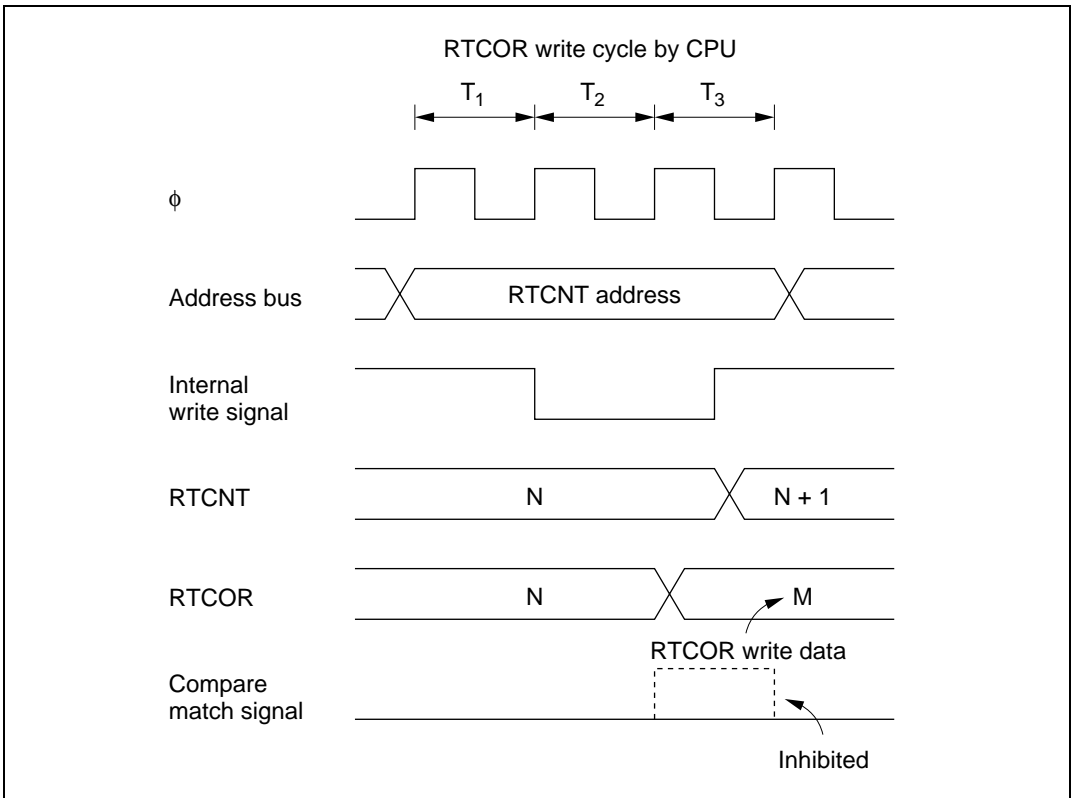 RTCOR write cycle by CPU
T1 T2 T3
ϕ
Address bus
RTCNT address
Internal
write signal
RTCNT
N
N + 1
RTCOR
N
M
RTCOR write data
Compare
match signal
Inhibited